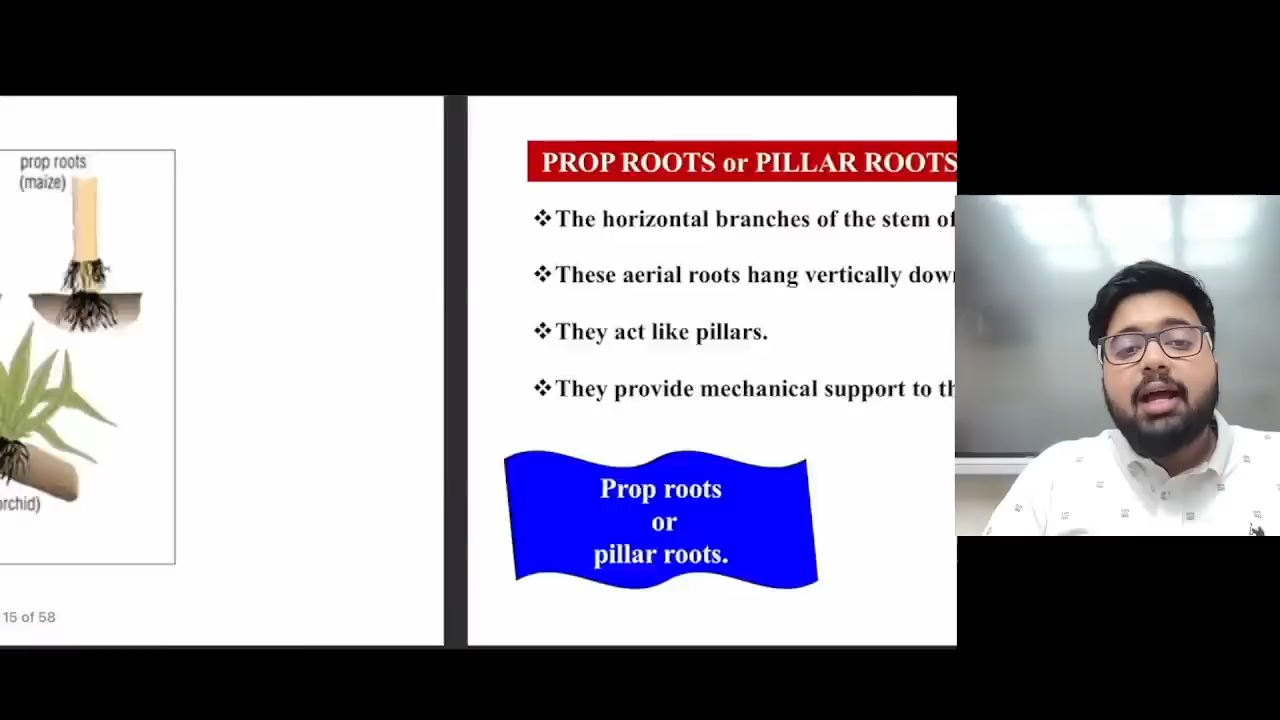 prop roots
(maize)
orchid)
15 of 58
PROP ROOTS or PILLAR ROOTS
❖The horizontal branches of the stem of
❖These aerial roots hang vertically dow
❖They act like pillars.
❖They provide mechanical support to th
Prop roots
or
pillar roots.